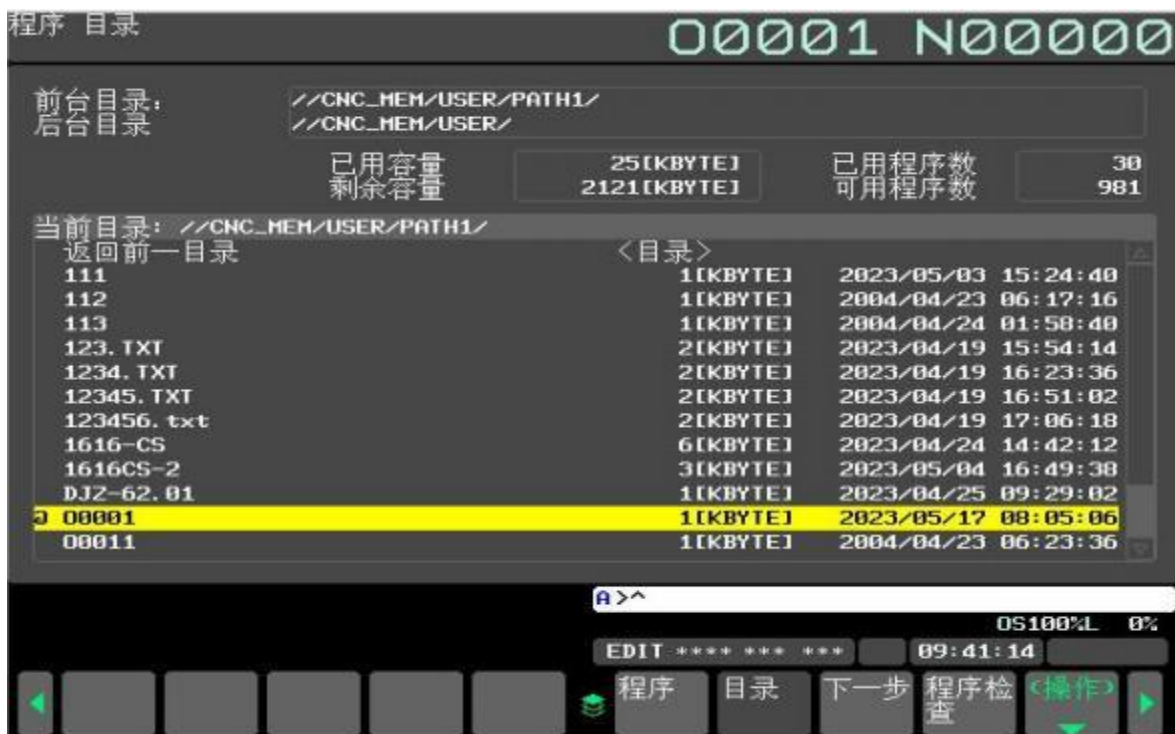 程序 目录
O0001 N00000
前台目录: //CNC_MEM/USER/PATH1/
后台目录 //CNC_MEM/USER/
已用容量 25[KBYTE] 已用程序数 30
剩余容量 2121[KBYTE] 可用程序数 981
当前目录: //CNC_MEM/USER/PATH1/
返回前一目录 <目录>
111 1[KBYTE] 2023/05/03 15:24:40
112 1[KBYTE] 2004/04/23 06:17:16
113 1[KBYTE] 2004/04/24 01:58:40
123.TXT 2[KBYTE] 2023/04/19 15:54:14
1234.TXT 2[KBYTE] 2023/04/19 16:23:36
12345.TXT 2[KBYTE] 2023/04/19 16:51:02
123456.txt 2[KBYTE] 2023/04/19 17:06:18
1616-CS 6[KBYTE] 2023/04/24 14:42:12
1616CS-2 3[KBYTE] 2023/05/04 16:49:38
DJZ-62.01 1[KBYTE] 2023/04/25 09:29:02
O0001 1[KBYTE] 2023/05/17 08:05:06
O0011 1[KBYTE] 2004/04/23 06:23:36
A>^
OS100%L 0%
EDIT **** *** *** 09:41:14
程序 目录 下一步 程序检查 (操作)